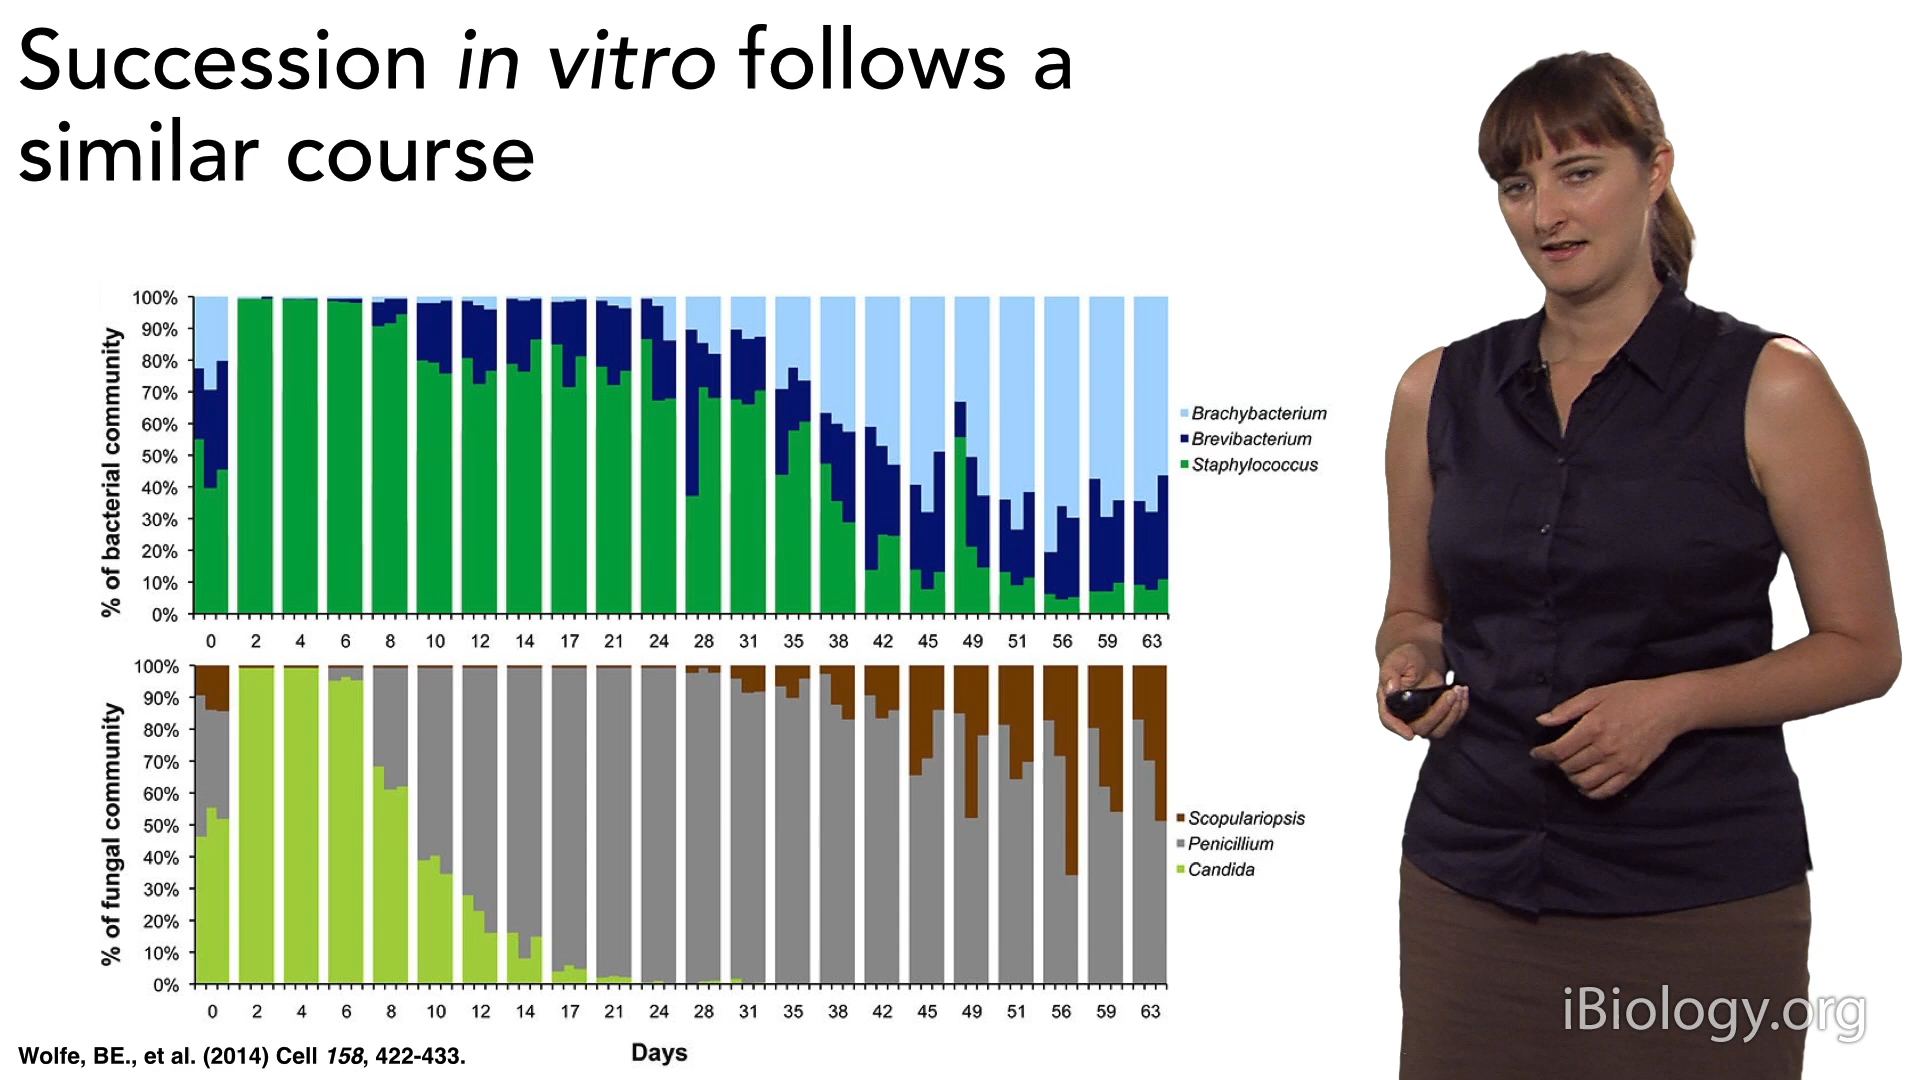 Succession in vitro follows a
similar course
% of bacterial community
100%
90%
80%
70%
60%
50%
40%
30%
20%
10%
0%
0 2 4 6 8 10 12 14 17 21 24 28 31 35 38 42 45 49 51 56 59 63
Brachybacterium
Brevibacterium
Staphylococcus
% of fungal community
100%
90%
80%
70%
60%
50%
40%
30%
20%
10%
0%
0 2 4 6 8 10 12 14 17 21 24 28 31 35 38 42 45 49 51 56 59 63
Scopulariopsis
Penicillium
Candida
Days
Wolfe, BE., et al. (2014) Cell 158, 422-433.
iBiology.org